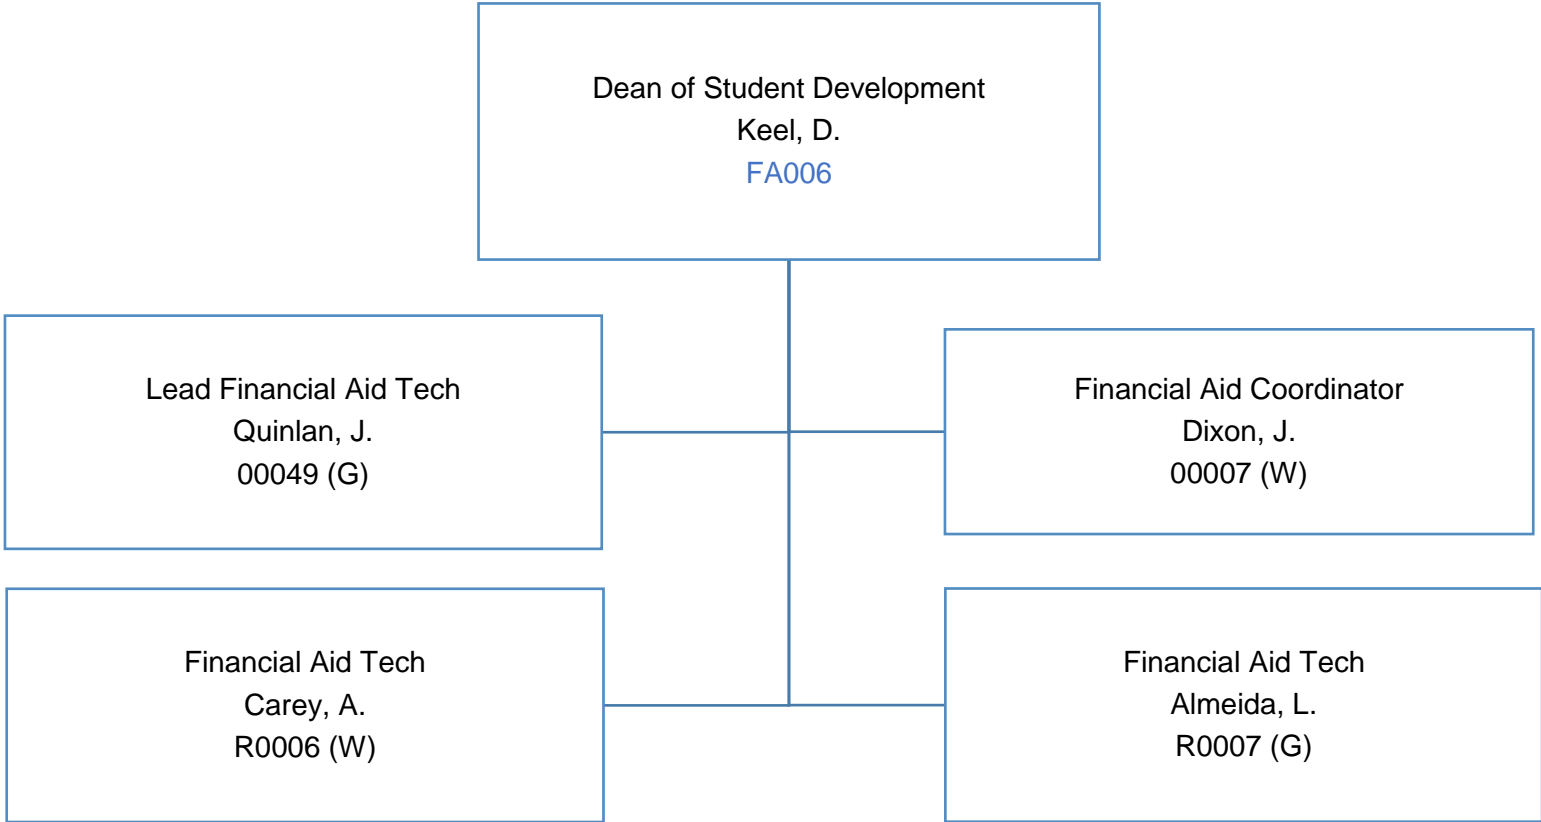 Dean of Student Development
Keel, D.
FA006
Lead Financial Aid Tech
Quinlan, J.
00049 (G)
Financial Aid Coordinator
Dixon, J.
00007 (W)
Financial Aid Tech
Carey, A.
R0006 (W)
Financial Aid Tech
Almeida, L.
R0007 (G)